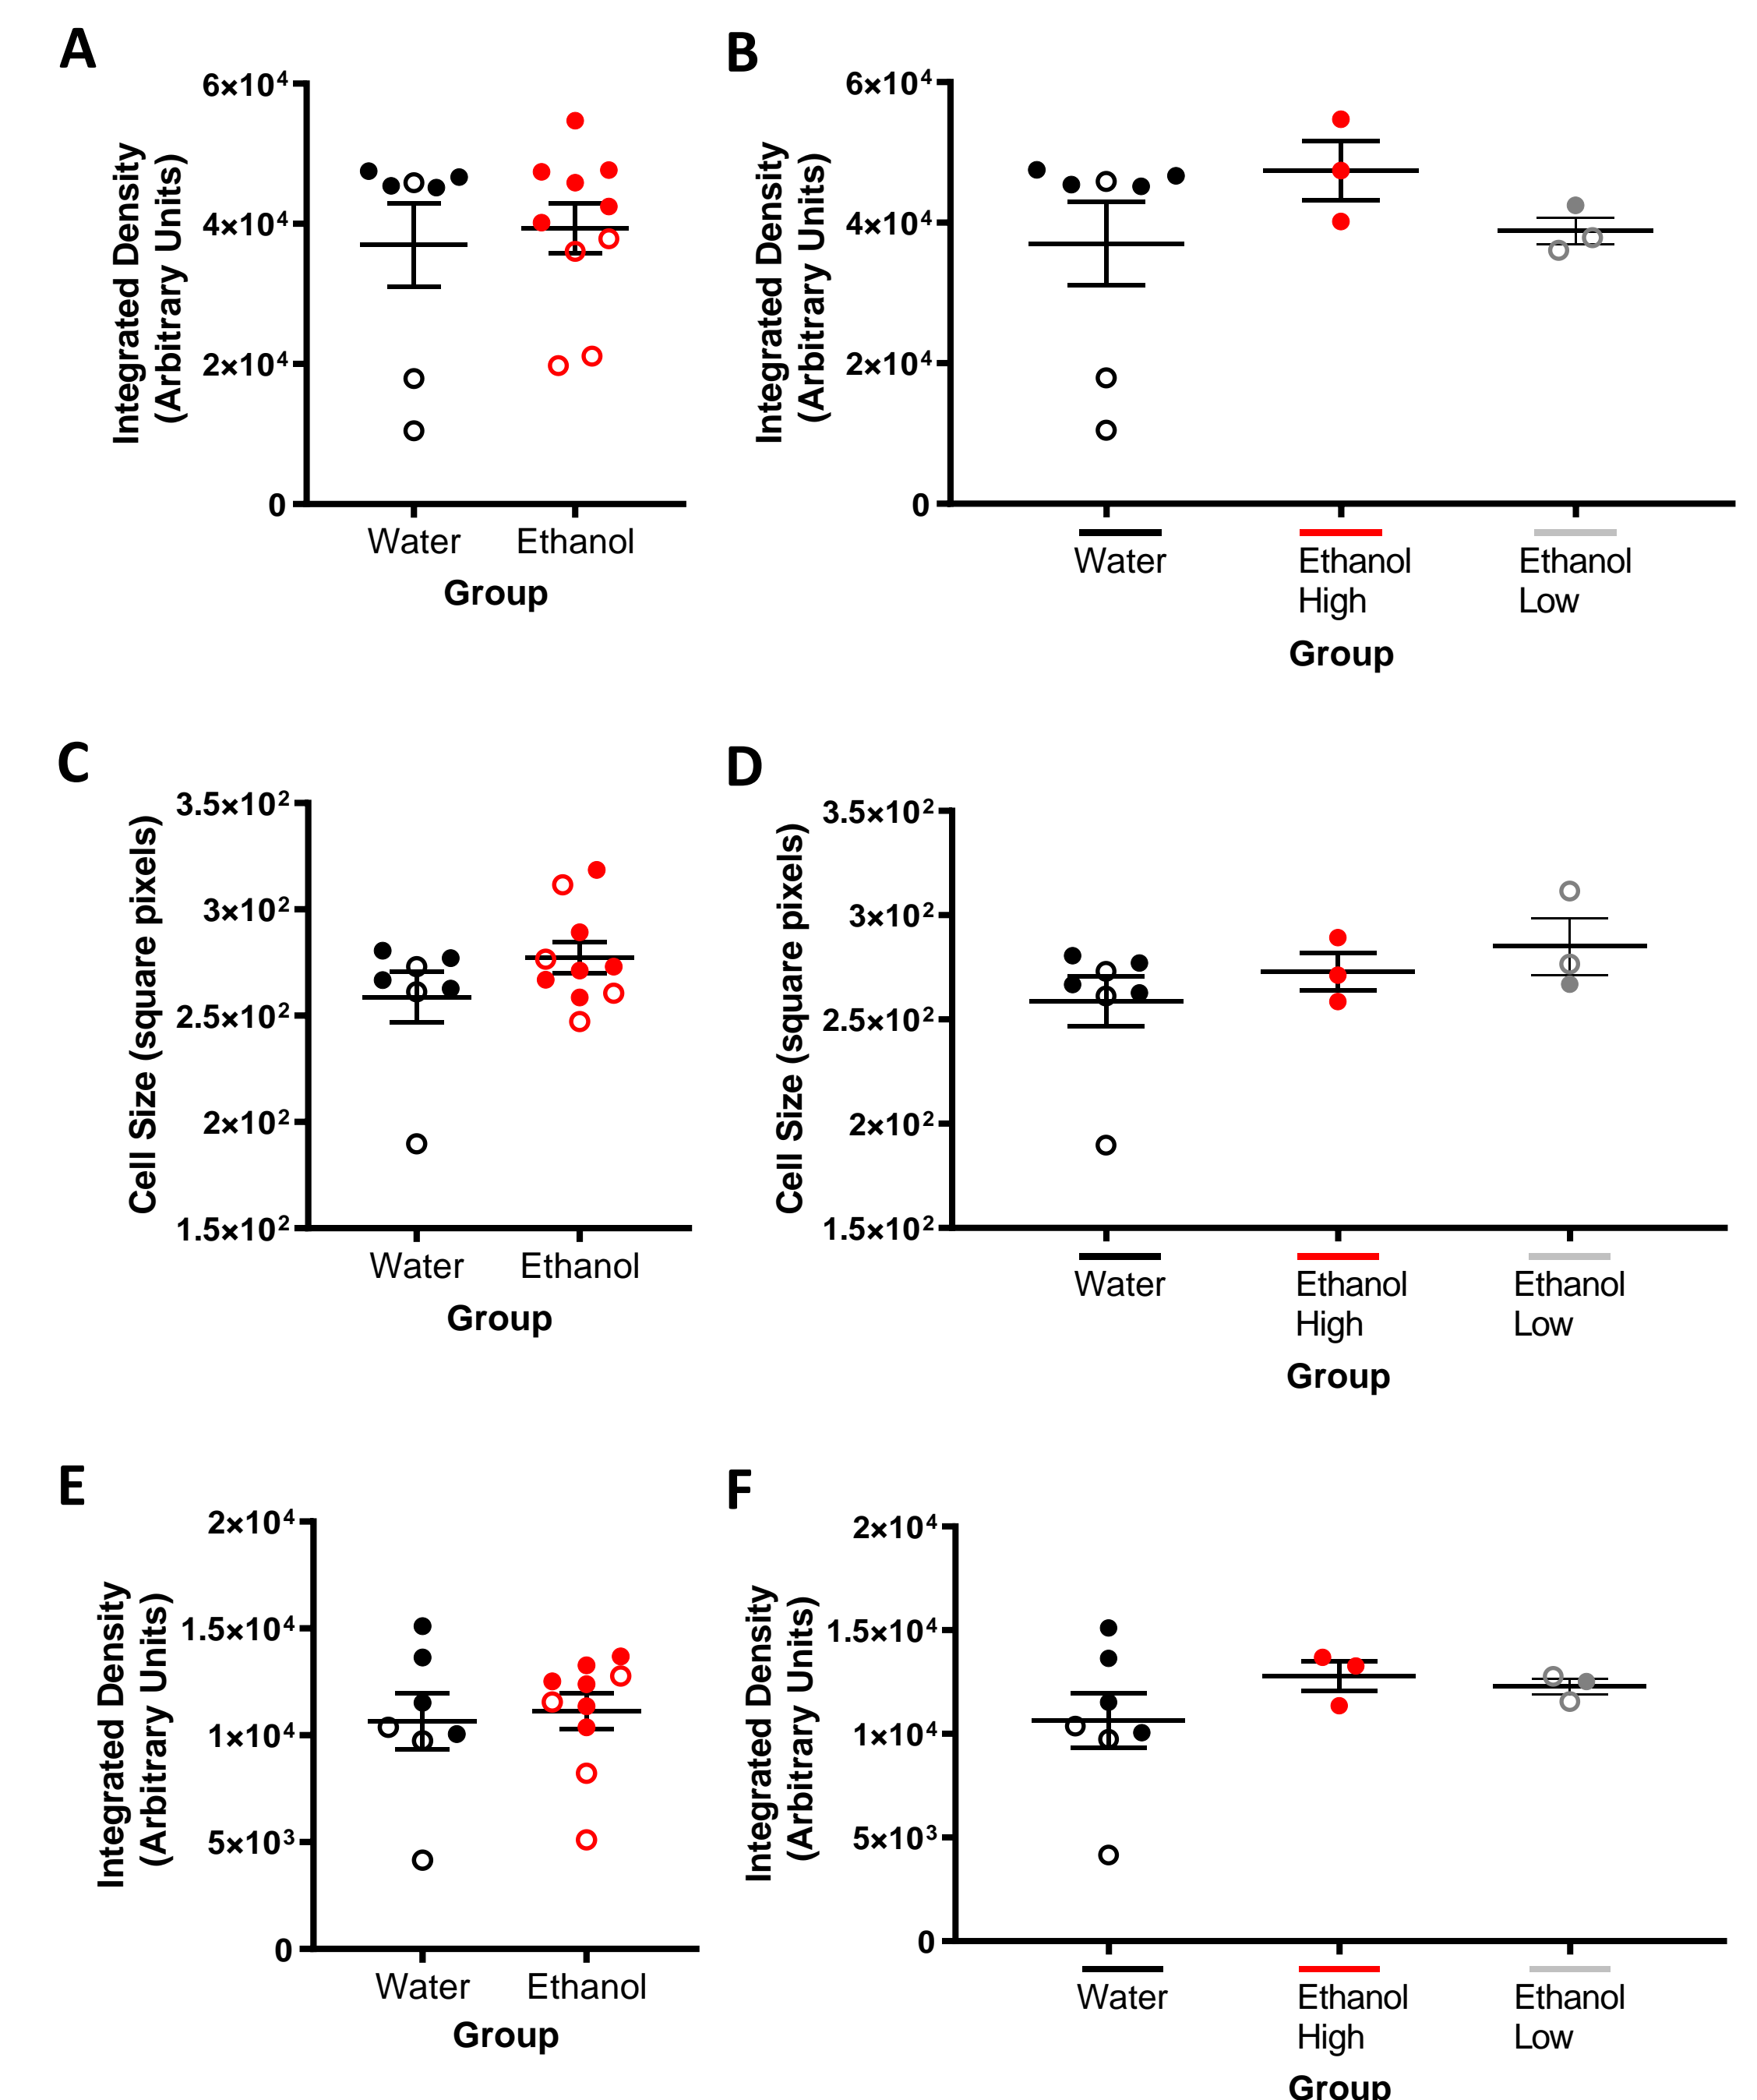 A
Integrated Density
(Arbitrary Units)
6×10⁴
4×10⁴
2×10⁴
0
Water
Ethanol
Group
B
Integrated Density
(Arbitrary Units)
6×10⁴
4×10⁴
2×10⁴
0
Water
Ethanol
High
Ethanol
Low
Group
C
Cell Size (square pixels)
3.5×10²
3×10²
2.5×10²
2×10²
1.5×10²
Water
Ethanol
Group
D
Cell Size (square pixels)
3.5×10²
3×10²
2.5×10²
2×10²
1.5×10²
Water
Ethanol
High
Ethanol
Low
Group
E
Integrated Density
(Arbitrary Units)
2×10⁴
1.5×10⁴
1×10⁴
5×10³
0
Water
Ethanol
Group
F
Integrated Density
(Arbitrary Units)
2×10⁴
1.5×10⁴
1×10⁴
5×10³
0
Water
Ethanol
High
Ethanol
Low
Group